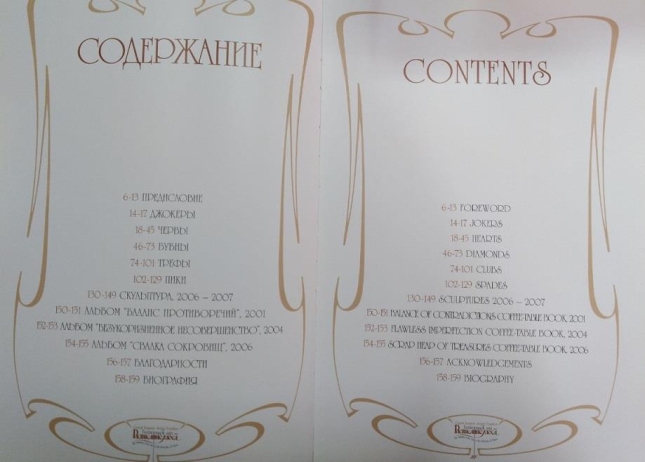 СОДЕРЖАНИЕ
6-13 ПРЕДИСЛОВИЕ
14-17 ДЖОКЕРЫ
18-45 ЧЕРВЫ
46-73 БУБНЫ
74-101 ТРЕФЫ
102-129 ПИКИ
130-149 СКУЛЬПТУРА, 2006 – 2007
150-151 АЛЬБОМ "БАЛАНС ПРОТИВОРЕЧИЙ", 2001
152-153 АЛЬБОМ "БЕЗУКОРИЗНЕННОЕ НЕСОВЕРШЕНСТВО", 2004
154-155 АЛЬБОМ "СВАЛКА СОКРОВИЩ", 2006
156-157 БЛАГОДАРНОСТИ
158-159 БИОГРАФИЯ
CONTENTS
6-13 FOREWORD
14-17 JOKERS
18-45 HEARTS
46-73 DIAMONDS
74-101 CLUBS
102-129 SPADES
130-149 SCULPTURES 2006 – 2007
150-151 BALANCE OF CONTRADICTIONS COFFEE-TABLE BOOK, 2001
152-153 FLAWLESS IMPERFECTION COFFEE-TABLE BOOK, 2004
154-155 SCRAP HEAP OF TREASURES COFFEE-TABLE BOOK, 2006
156-157 ACKNOWLEDGEMENTS
158-159 BIOGRAPHY